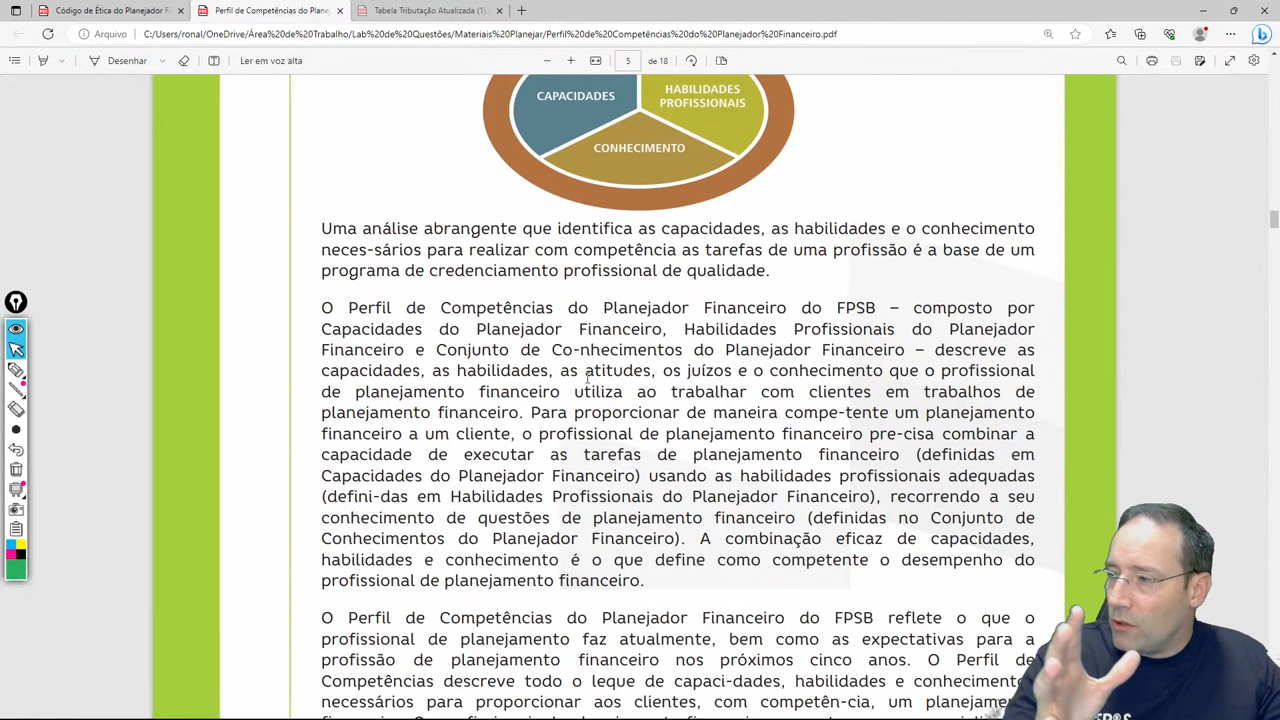 Código de Ética do Planejador Fi
Perfil de Competências do Plane
Tabela Tributação Atualizada (1)
Arquivo
C:/Users/ronal/OneDrive/Área%20de%20Trabalho/Lab%20de%20Questões/Materiais%20Planejar/Perfil%20de%20Competências%20do%20Planejador%20Financeiro.pdf
Desenhar
Ler em voz alta
5
de 18
CAPACIDADES
HABILIDADES
PROFISSIONAIS
CONHECIMENTO
Uma análise abrangente que identifica as capacidades, as habilidades e o conhecimento
neces-sários para realizar com competência as tarefas de uma profissão é a base de um
programa de credenciamento profissional de qualidade.
O Perfil de Competências do Planejador Financeiro do FPSB – composto por
Capacidades do Planejador Financeiro, Habilidades Profissionais do Planejador
Financeiro e Conjunto de Co-nhecimentos do Planejador Financeiro – descreve as
capacidades, as habilidades, as atitudes, os juízos e o conhecimento que o profissional
de planejamento financeiro utiliza ao trabalhar com clientes em trabalhos de
planejamento financeiro. Para proporcionar de maneira compe-tente um planejamento
financeiro a um cliente, o profissional de planejamento financeiro pre-cisa combinar a
capacidade de executar as tarefas de planejamento financeiro (definidas em
Capacidades do Planejador Financeiro) usando as habilidades profissionais adequadas
(defini-das em Habilidades Profissionais do Planejador Financeiro), recorrendo a seu
conhecimento de questões de planejamento financeiro (definidas no Conjunto de
Conhecimentos do Planejador Financeiro). A combinação eficaz de capacidades,
habilidades e conhecimento é o que define como competente o desempenho do
profissional de planejamento financeiro.
O Perfil de Competências do Planejador Financeiro do FPSB reflete o que o
profissional de planejamento faz atualmente, bem como as expectativas para a
profissão de planejamento financeiro nos próximos cinco anos. O Perfil de
Competências descreve todo o leque de capaci-dades, habilidades e conhecimento
necessários para proporcionar aos clientes, com competên-cia, um